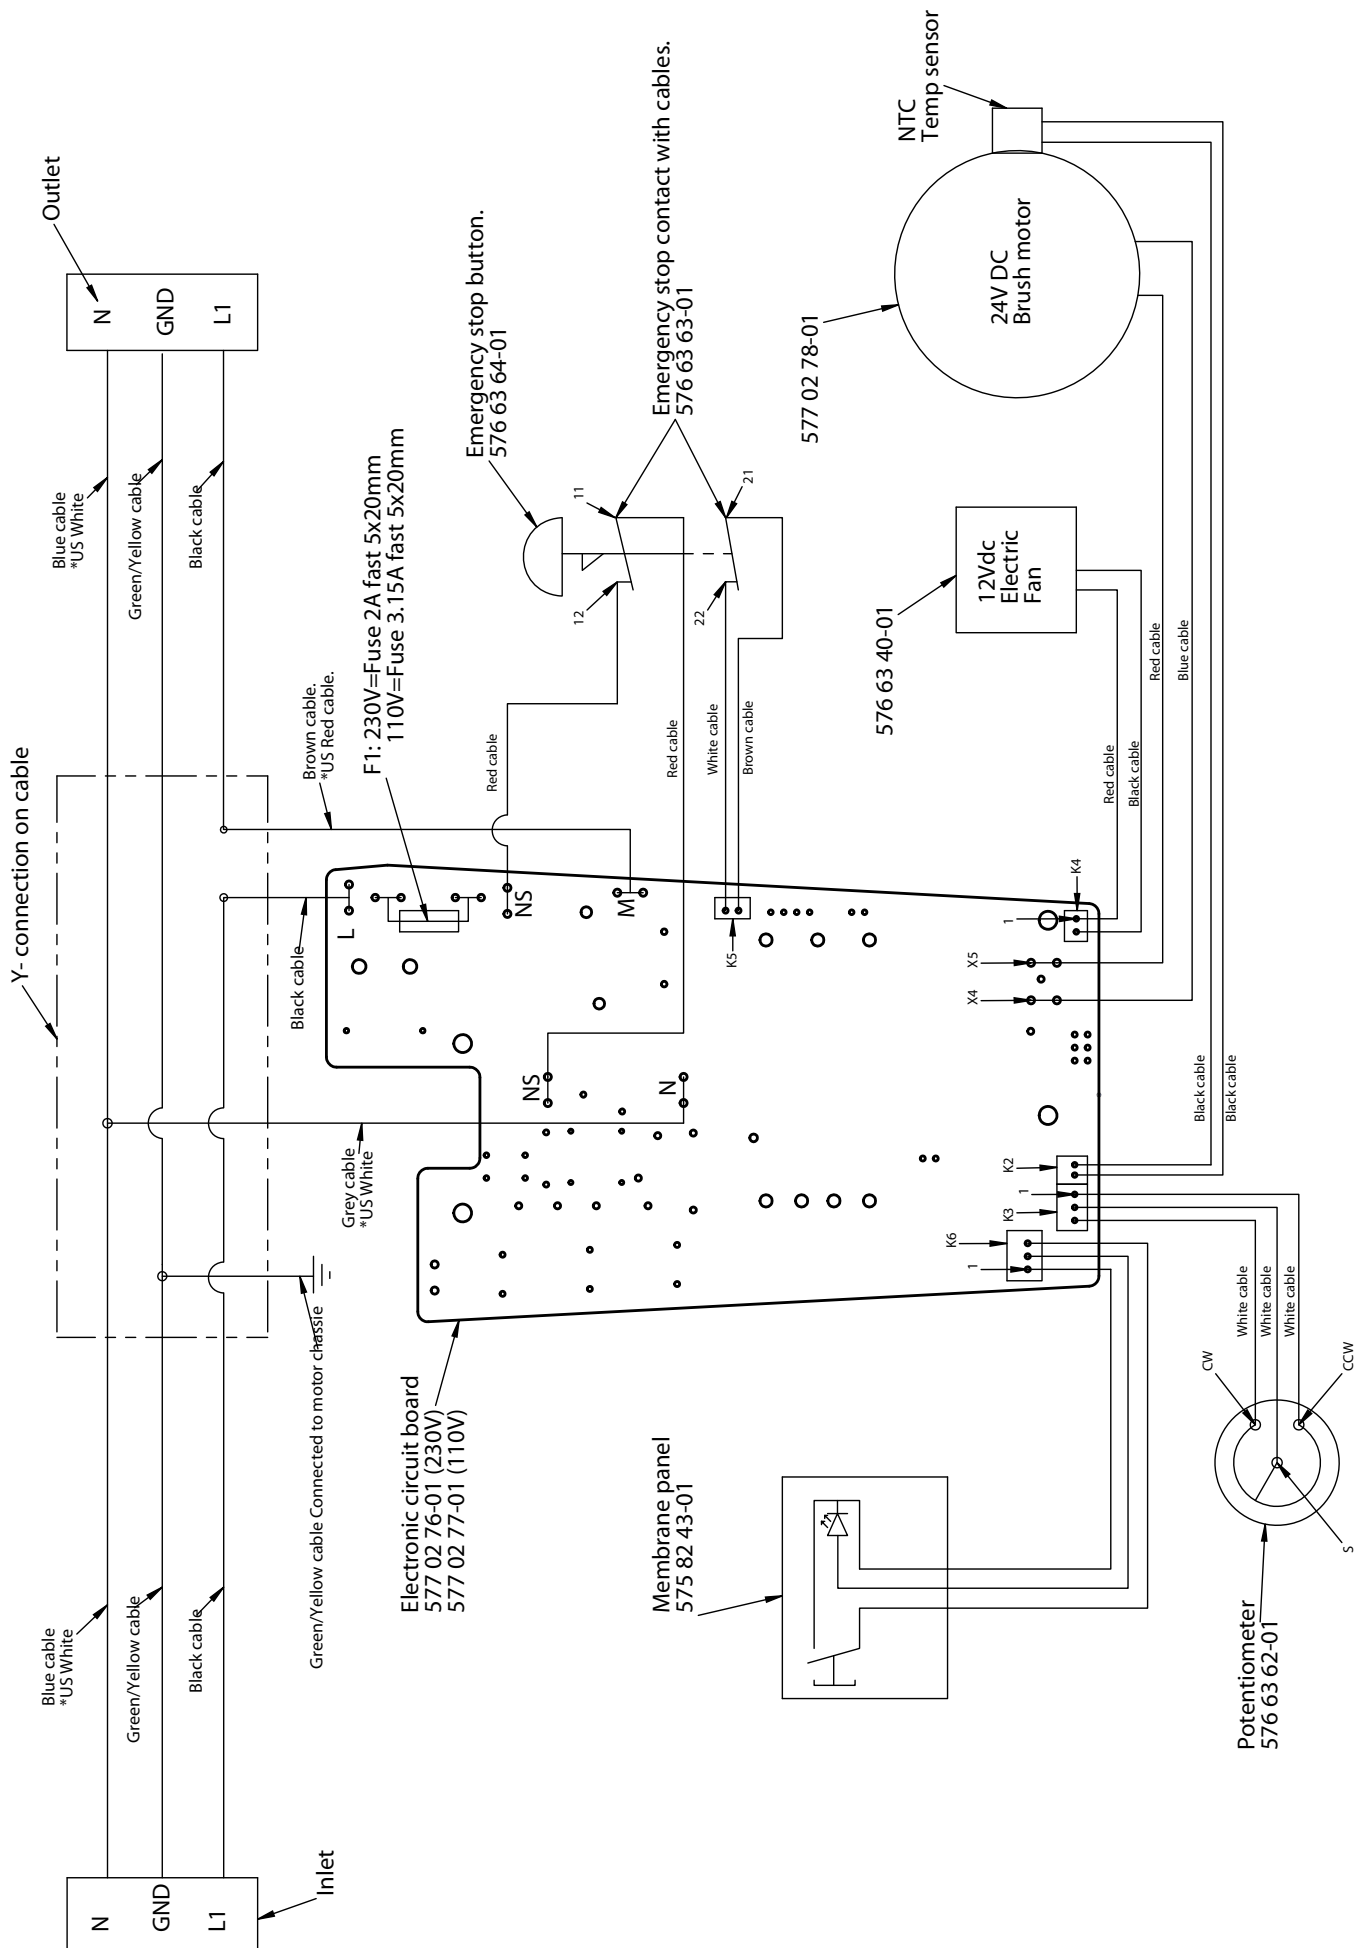 Y- connection on cable
Inlet
N
GND
L1
Blue cable
*US White
Green/Yellow cable
Black cable
Blue cable
*US White
Green/Yellow cable
Black cable
Outlet
N
GND
L1
Green/Yellow cable Connected to motor chassie
Grey cable
*US White
Black cable
Brown cable.
*US Red cable.
F1: 230V=Fuse 2A fast 5x20mm
110V=Fuse 3.15A fast 5x20mm
Emergency stop button.
576 63 64-01
Emergency stop contact with cables.
576 63 63-01
11
12
21
22
Red cable
Red cable
White cable
Brown cable
L
NS
M
NS
N
K5
Electronic circuit board
577 02 76-01 (230V)
577 02 77-01 (110V)
Membrane panel
575 82 43-01
K6
1
K3
1
K2
X4
X5
1
K4
576 63 40-01
12Vdc
Electric
Fan
577 02 78-01
24V DC
Brush motor
NTC
Temp sensor
Red cable
Black cable
Red cable
Blue cable
Black cable
Black cable
White cable
White cable
White cable
CW
CCW
S
Potentiometer
576 63 62-01